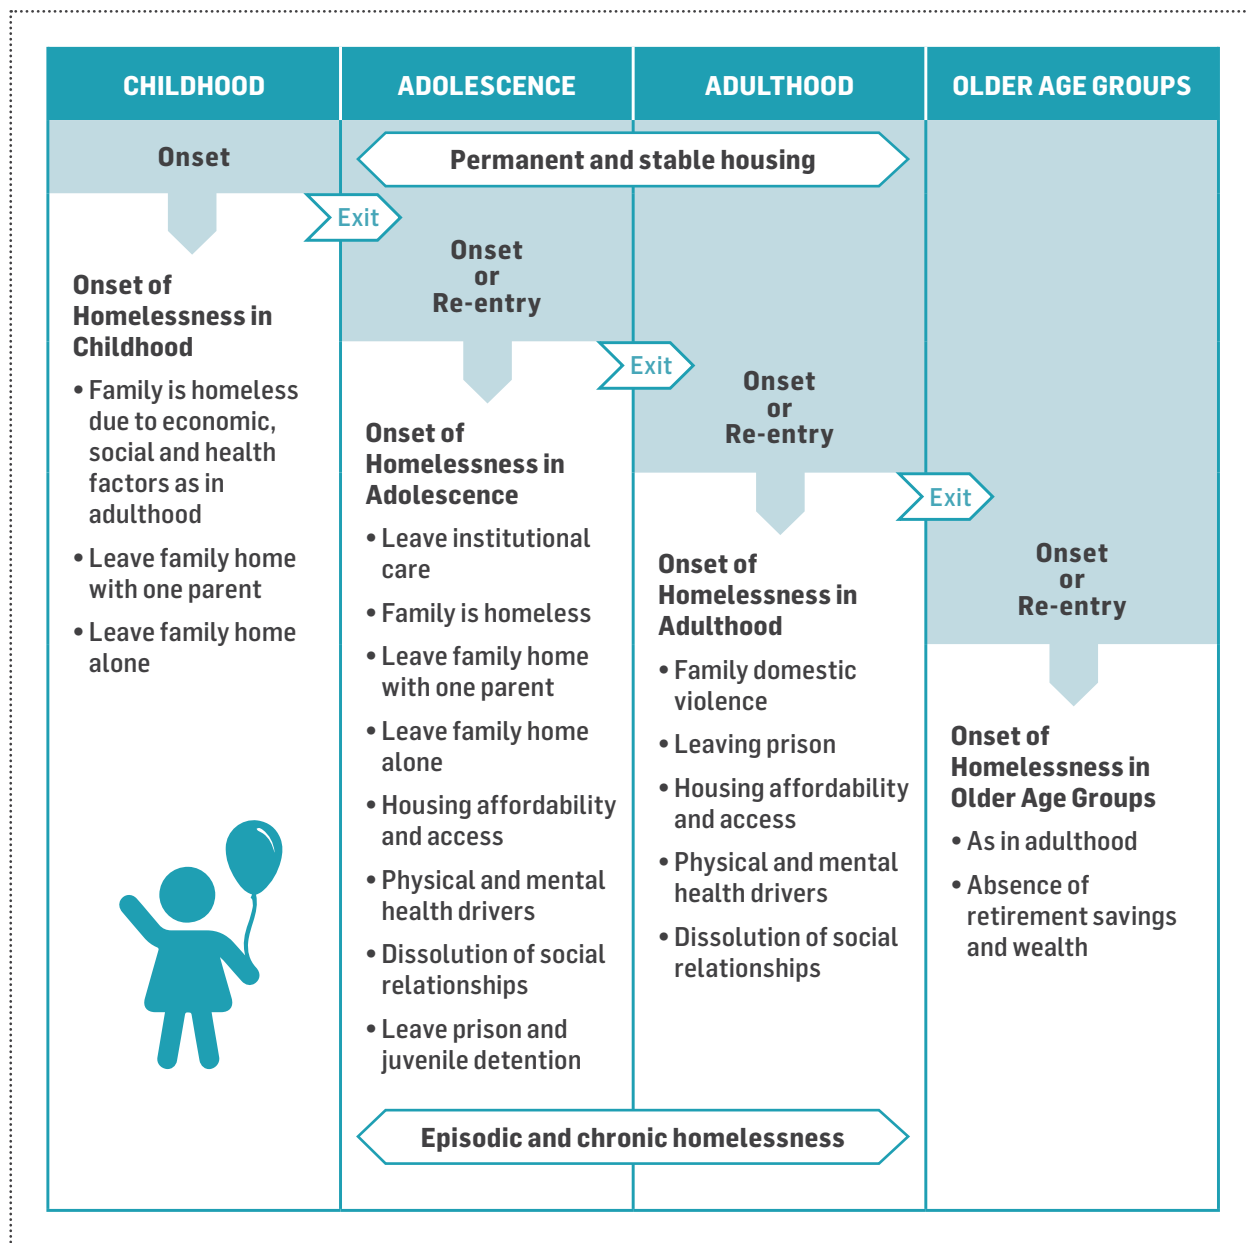 CHILDHOOD
ADOLESCENCE
ADULTHOOD
OLDER AGE GROUPS
Permanent and stable housing
Onset
Exit
Onset of
Homelessness in
Childhood
• Family is homeless
due to economic,
social and health
factors as in
adulthood
• Leave family home
with one parent
• Leave family home
alone
Onset
or
Re-entry
Exit
Onset of
Homelessness in
Adolescence
• Leave institutional
care
• Family is homeless
• Leave family home
with one parent
• Leave family home
alone
• Housing affordability
and access
• Physical and mental
health drivers
• Dissolution of social
relationships
• Leave prison and
juvenile detention
Onset
or
Re-entry
Exit
Onset of
Homelessness in
Adulthood
• Family domestic
violence
• Leaving prison
• Housing affordability
and access
• Physical and mental
health drivers
• Dissolution of social
relationships
Onset
or
Re-entry
Onset of
Homelessness in
Older Age Groups
• As in adulthood
• Absence of
retirement savings
and wealth
Episodic and chronic homelessness